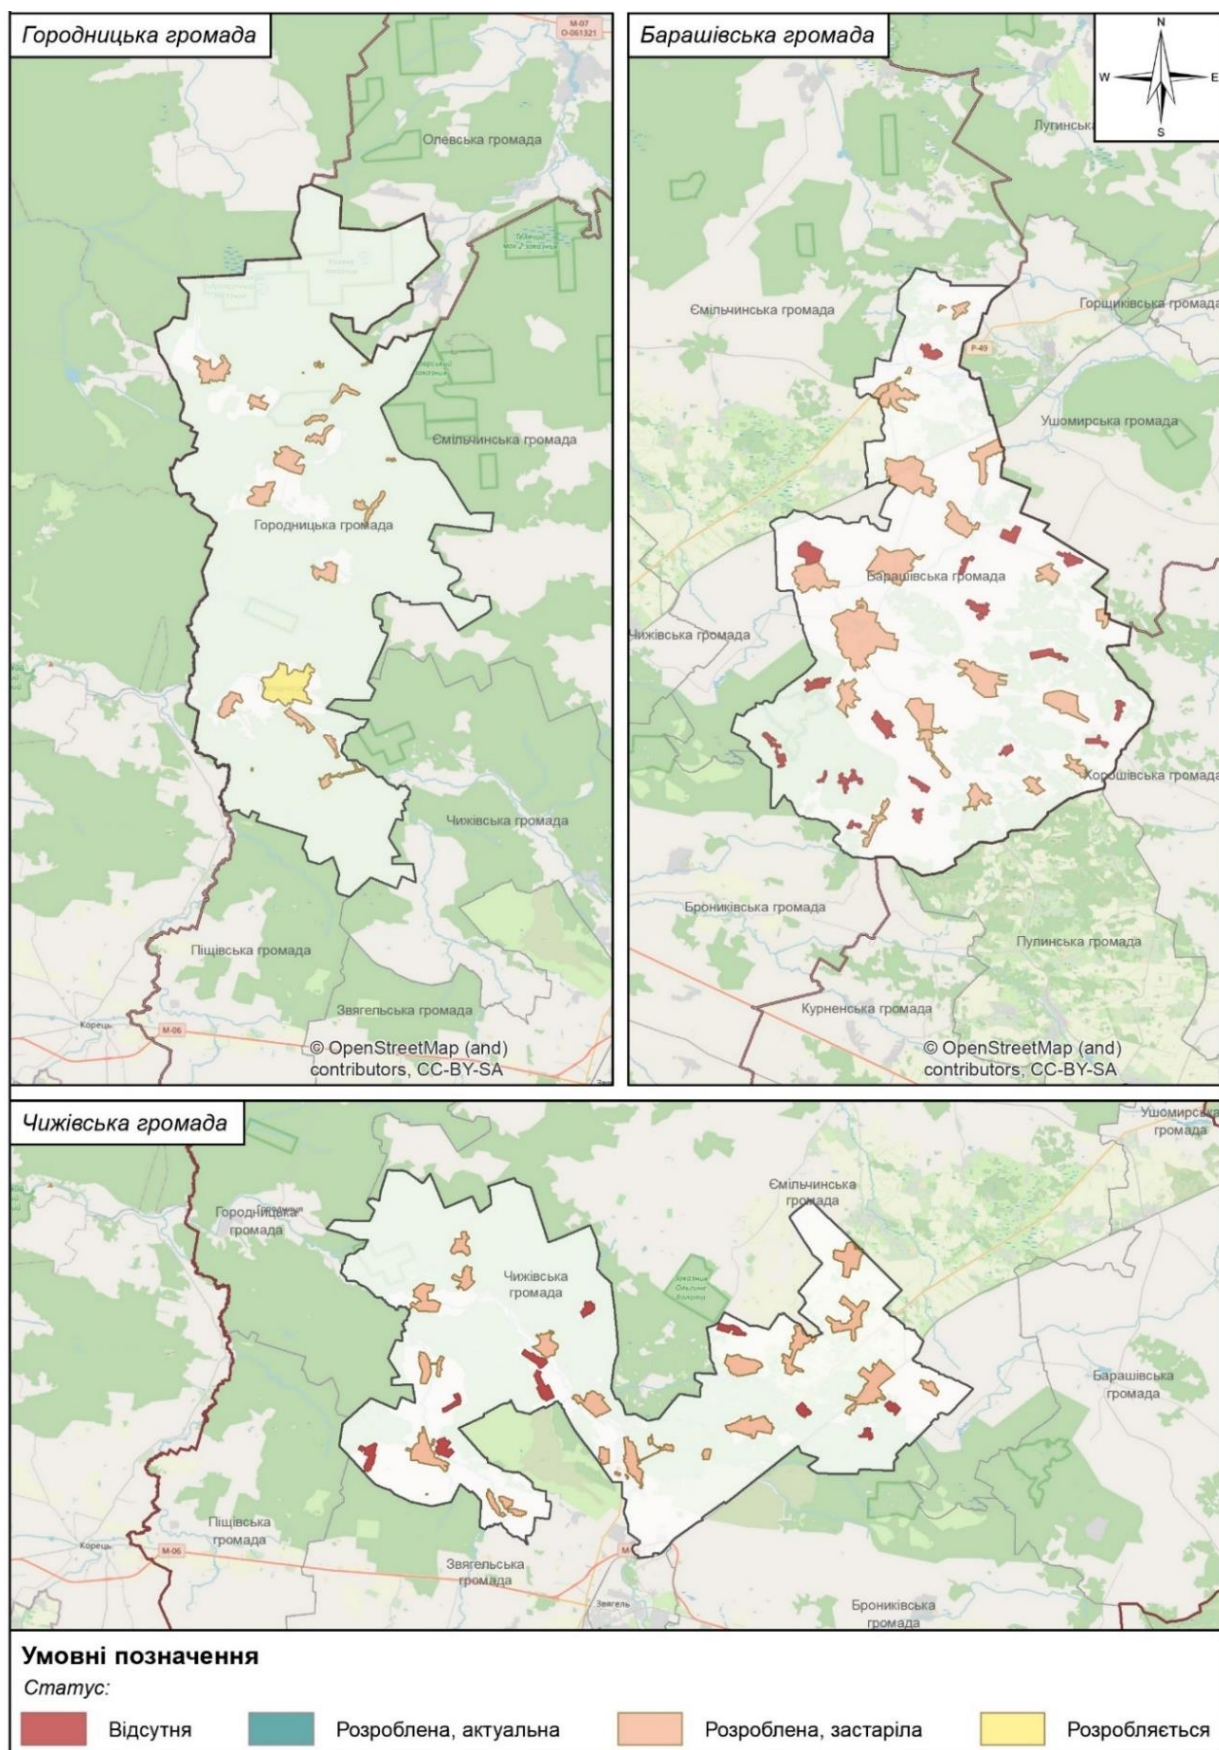 Городницька громада
М-07
О-061321
Олевська громада
Ємільчинська громада
Городницька громада
Чижівська громада
Піщівська громада
Звягельська громада
Корець
М-06
© OpenStreetMap (and)
contributors, CC-BY-SA
Барашівська громада
N
W
E
S
Ємільчинська громада
Горщиківська громада
Р-49
Ушомирська громада
Барашівська громада
Чижівська громада
Хорошівська громада
Брониківська громада
Пулинська громада
Курненська громада
© OpenStreetMap (and)
contributors, CC-BY-SA
Чижівська громада
Ушомирська
громада
Ємільчинська
громада
Городницька
громада
Чижівська
громада
Заказник
Барашівська
громада
Піщівська
громада
Корець
М-06
Звягельська
громада
М
Звягель
Брониківська
громада
Умовні позначення
Статус:
Відсутня
Розроблена, актуальна
Розроблена, застаріла
Розробляється